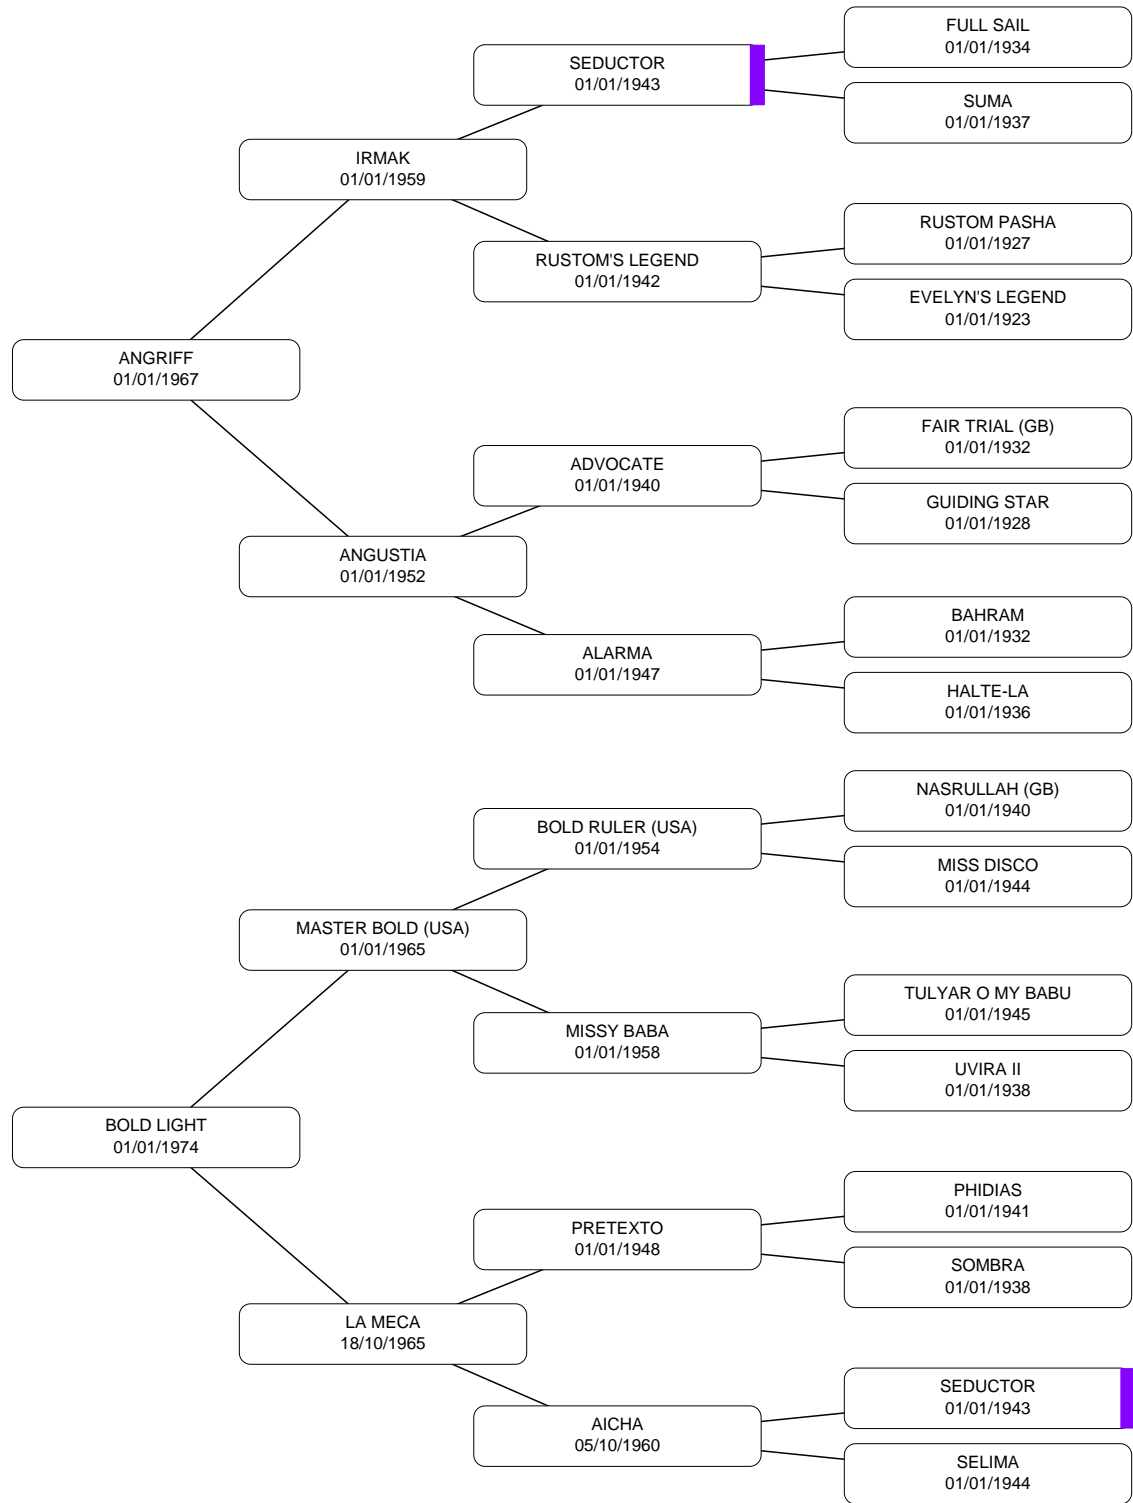 FULL SAIL
01/01/1934
SEDUCTOR
01/01/1943
SUMA
01/01/1937
IRMAK
01/01/1959
RUSTOM PASHA
01/01/1927
RUSTOM'S LEGEND
01/01/1942
EVELYN'S LEGEND
01/01/1923
ANGRIFF
01/01/1967
FAIR TRIAL (GB)
01/01/1932
ADVOCATE
01/01/1940
GUIDING STAR
01/01/1928
ANGUSTIA
01/01/1952
BAHRAM
01/01/1932
ALARMA
01/01/1947
HALTE-LA
01/01/1936
NASRULLAH (GB)
01/01/1940
BOLD RULER (USA)
01/01/1954
MISS DISCO
01/01/1944
MASTER BOLD (USA)
01/01/1965
TULYAR O MY BABU
01/01/1945
MISSY BABA
01/01/1958
UVIRA II
01/01/1938
BOLD LIGHT
01/01/1974
PHIDIAS
01/01/1941
PRETEXTO
01/01/1948
SOMBRA
01/01/1938
LA MECA
18/10/1965
SEDUCTOR
01/01/1943
AICHA
05/10/1960
SELIMA
01/01/1944